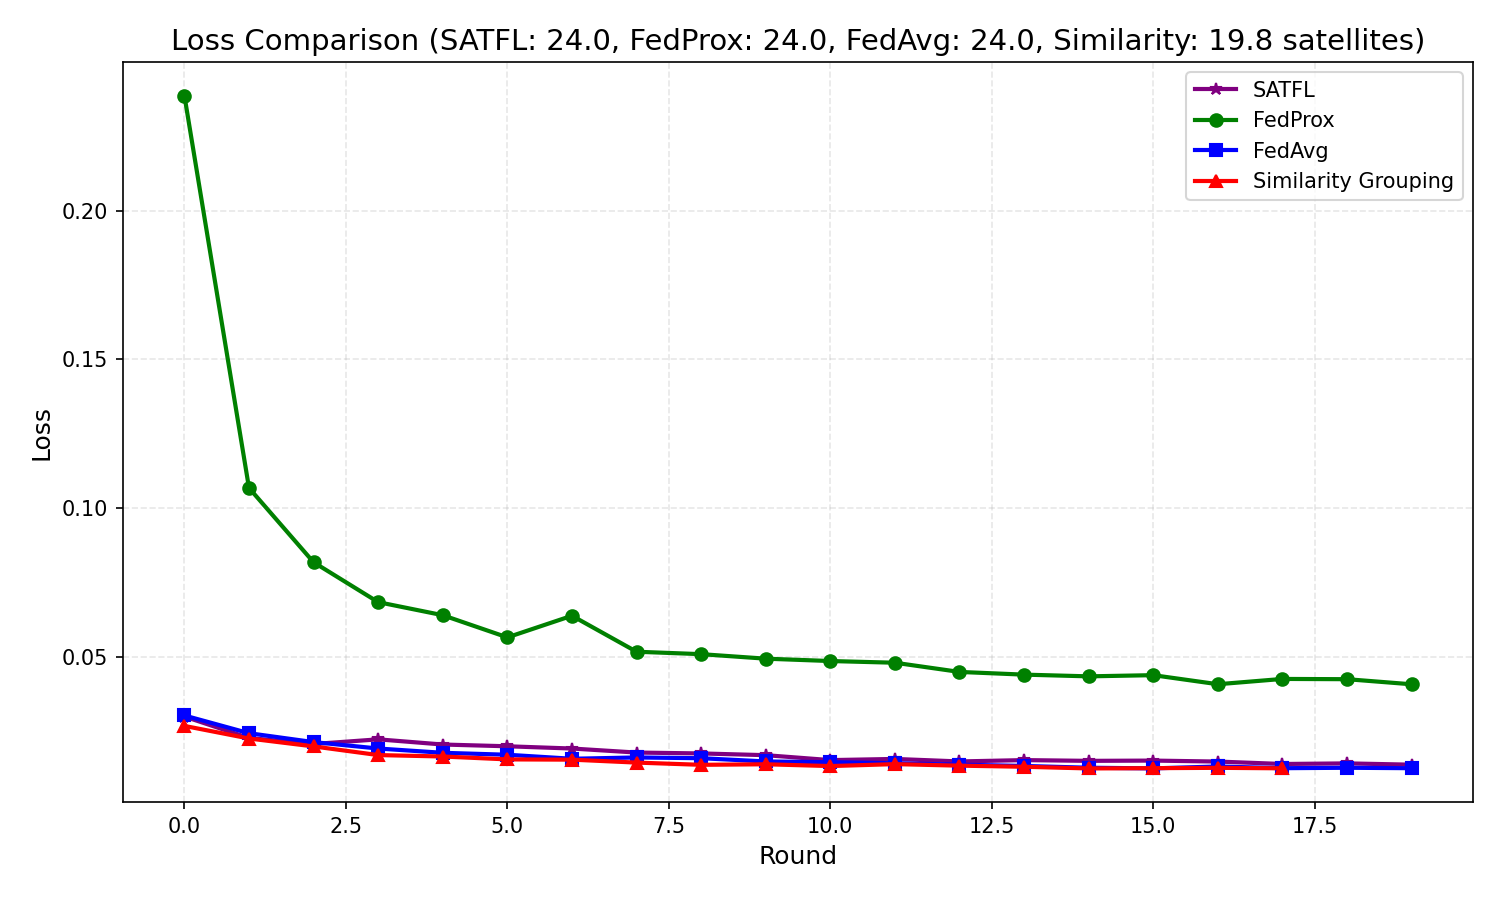 Loss Comparison (SATFL: 24.0, FedProx: 24.0, FedAvg: 24.0, Similarity: 19.8 satellites)
SATFL
FedProx
FedAvg
Similarity Grouping
Loss
0.20
0.15
0.10
0.05
0.0 2.5 5.0 7.5 10.0 12.5 15.0 17.5
Round